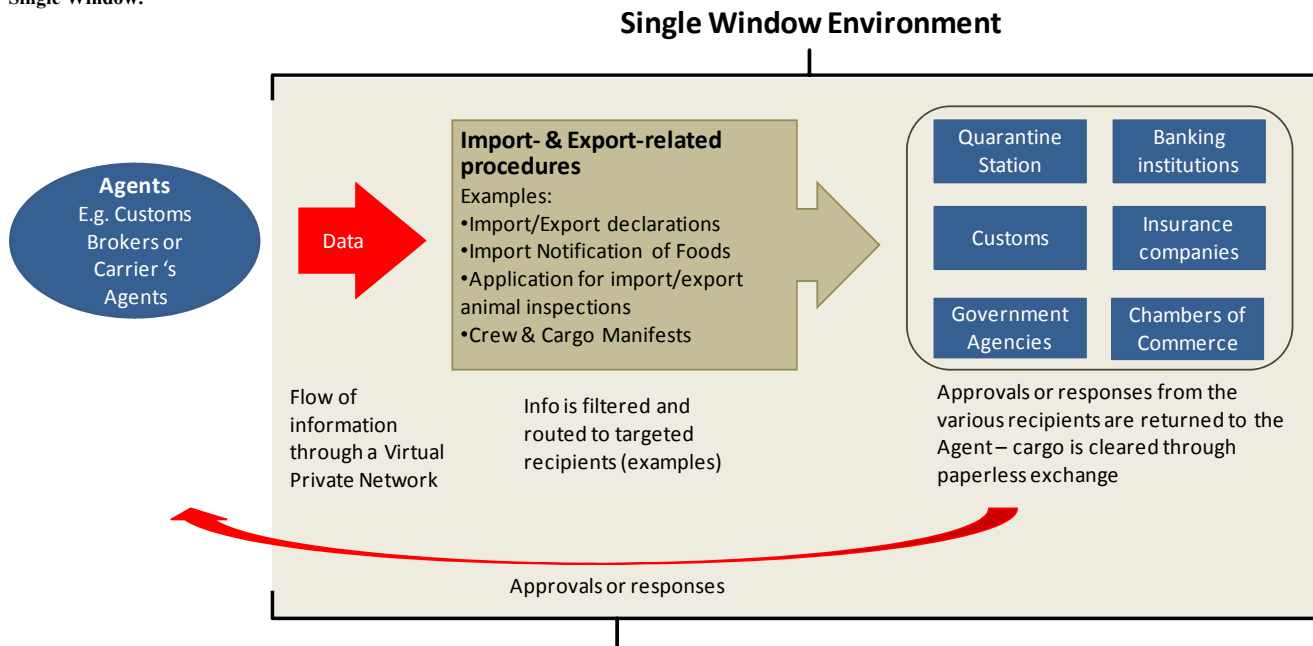 Single Window.
Single Window Environment
Agents
E.g. Customs
Brokers or
Carrier ‘s
Agents
Data
Import- & Export-related
procedures
Examples:
•Import/Export declarations
•Import Notification of Foods
•Application for import/export
animal inspections
•Crew & Cargo Manifests
Quarantine
Station
Banking
institutions
Customs
Insurance
companies
Government
Agencies
Chambers of
Commerce
Flow of
information
through a Virtual
Private Network
Info is filtered and
routed to targeted
recipients (examples)
Approvals or responses from the
various recipients are returned to the
Agent – cargo is cleared through
paperless exchange
Approvals or responses